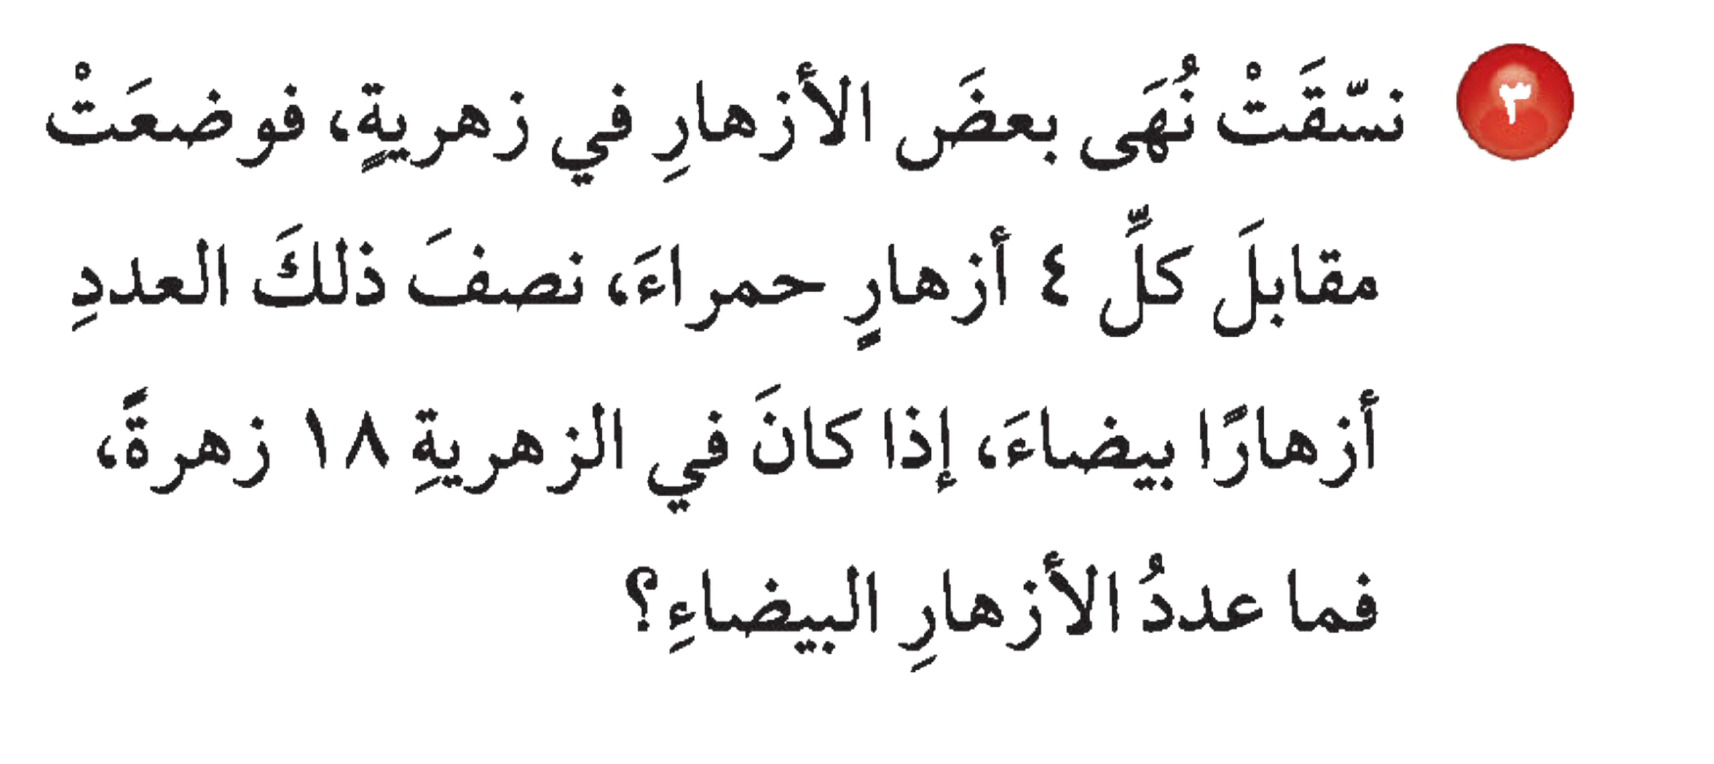 ٣ نسّقَتْ نُهَى بعضَ الأزهارِ في زهريةٍ، فوضعَتْ
مقابلَ كلِّ ٤ أزهارٍ حمراءَ، نصفَ ذلكَ العددِ
أزهارًا بيضاءَ، إذا كانَ في الزهريةِ ١٨ زهرةً،
فما عددُ الأزهارِ البيضاءِ؟